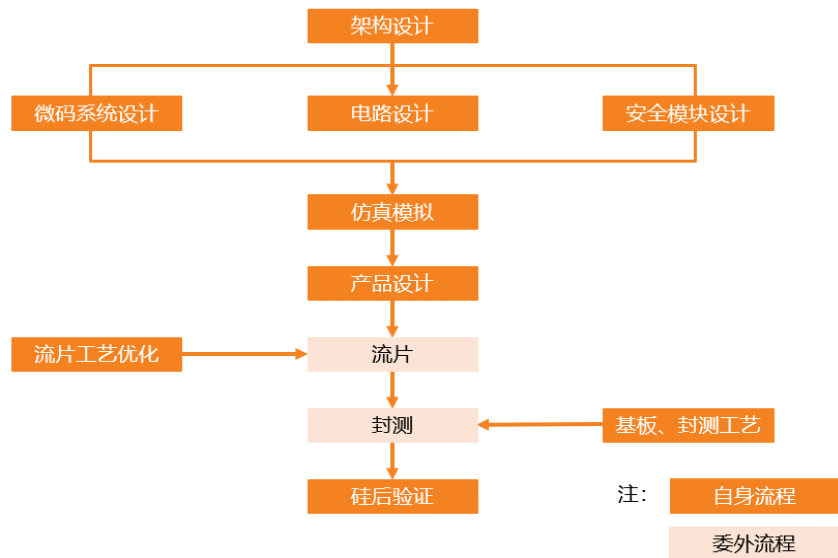 架构设计
微码系统设计
电路设计
安全模块设计
仿真模拟
产品设计
流片工艺优化
流片
封测
基板、封测工艺
硅后验证
注：
自身流程
委外流程